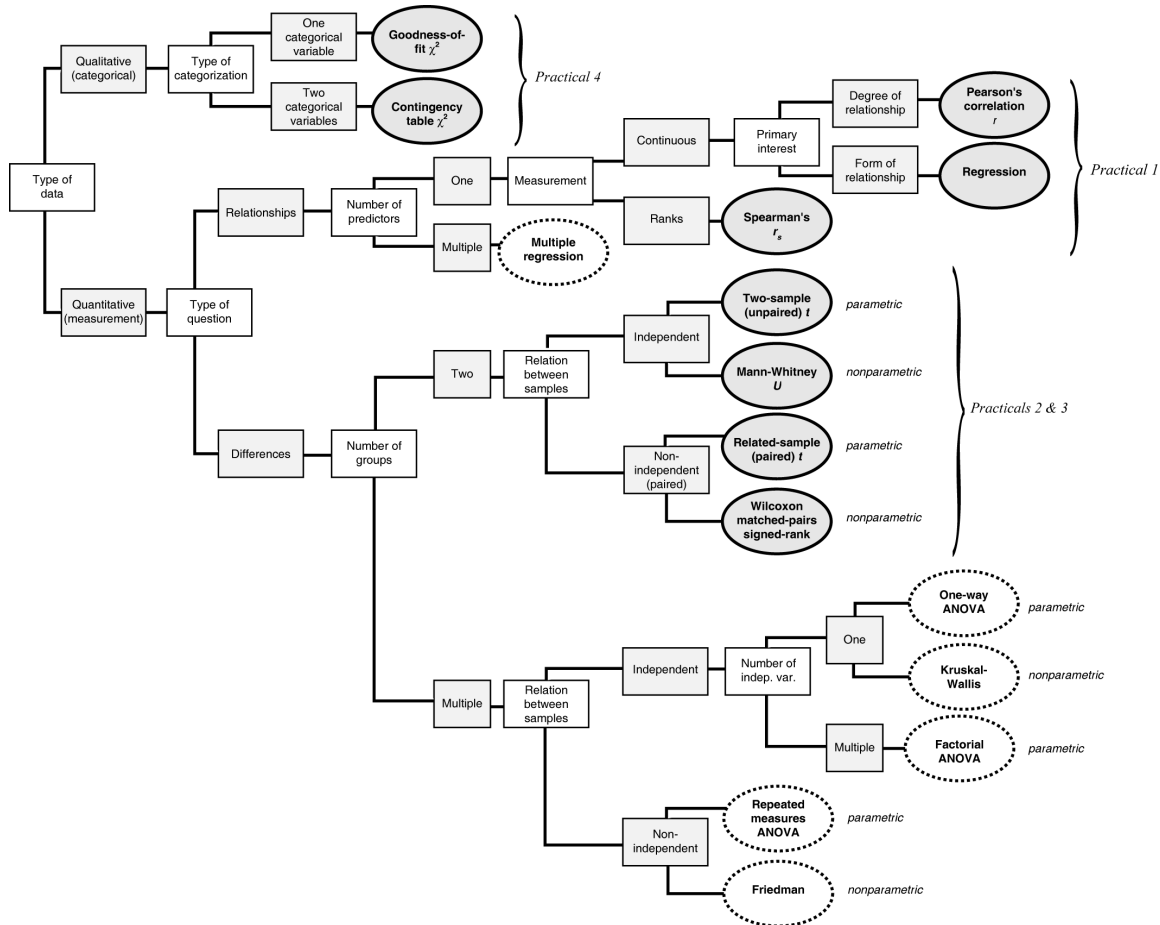 One
categorical
variable
Goodness-of-
fit χ²
Qualitative
(categorical)
Type of
categorization
Practical 4
Two
categorical
variables
Contingency
table χ²
Degree of
relationship
Pearson's
correlation
r
Continuous
Primary
interest
Form of
relationship
Regression
Practical 1
Type of
data
One
Measurement
Relationships
Number of
predictors
Ranks
Spearman's
rₛ
Multiple
Multiple
regression
Quantitative
(measurement)
Type of
question
Two-sample
(unpaired) t
parametric
Independent
Two
Relation
between
samples
Mann-Whitney
U
nonparametric
Practicals 2 & 3
Differences
Number of
groups
Related-sample
(paired) t
parametric
Non-
independent
(paired)
Wilcoxon
matched-pairs
signed-rank
nonparametric
One-way
ANOVA
parametric
One
Independent
Number of
indep. var.
Kruskal-
Wallis
nonparametric
Multiple
Relation
between
samples
Multiple
Factorial
ANOVA
parametric
Repeated
measures
ANOVA
parametric
Non-
independent
Friedman
nonparametric